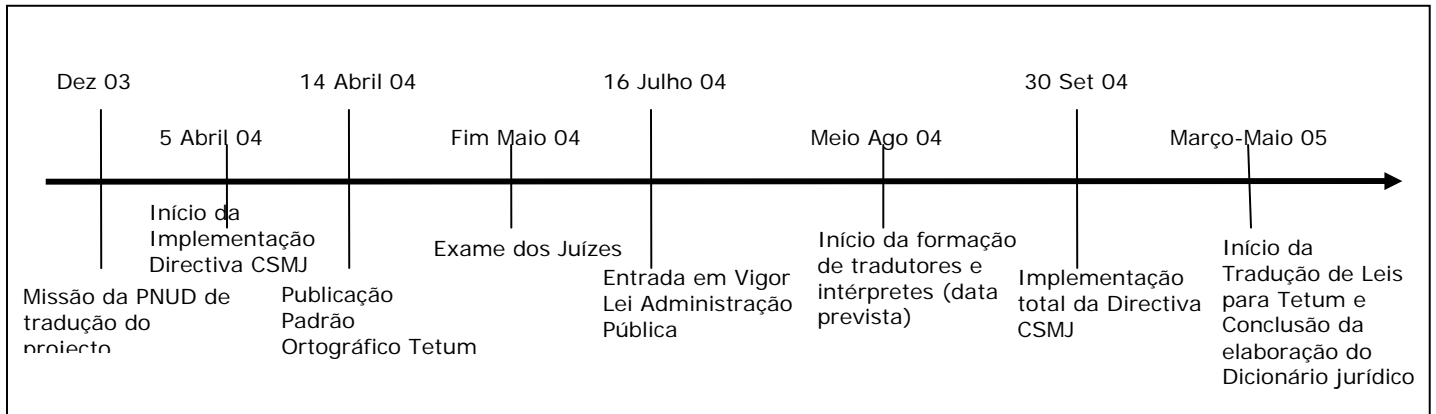 Dez 03
14 Abril 04
16 Julho 04
30 Set 04
5 Abril 04
Fim Maio 04
Meio Ago 04
Março-Maio 05
Início da
Implementação
Directiva CSMJ
Missão da PNUD de
tradução do
projecto
Publicação
Padrão
Ortográfico Tetum
Exame dos Juízes
Entrada em Vigor
Lei Administração
Pública
Início da formação
de tradutores e
intérpretes (data
prevista)
Implementação
total da Directiva
CSMJ
Início da
Tradução de Leis
para Tetum e
Conclusão da
elaboração do
Dicionário jurídico